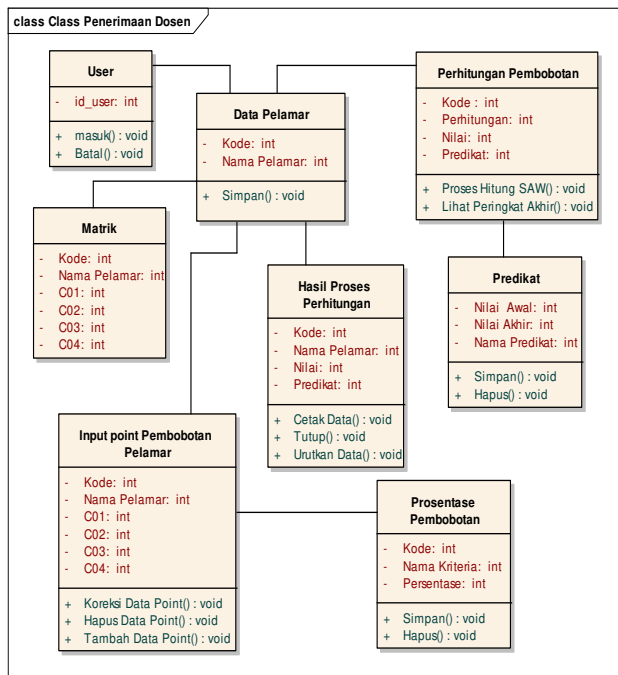 class Class Penerimaan Dosen
User
- id_user: int
+ masuk() : void
+ Batal() : void
Data Pelamar
- Kode: int
- Nama Pelamar: int
+ Simpan() : void
Perhitungan Pembobotan
- Kode : int
- Perhitungan: int
- Nilai: int
- Predikat: int
+ Proses Hitung SAW() : void
+ Lihat Peringkat Akhir() : void
Matrik
- Kode: int
- Nama Pelamar: int
- C01: int
- C02: int
- C03: int
- C04: int
Hasil Proses
Perhitungan
- Kode: int
- Nama Pelamar: int
- Nilai: int
- Predikat: int
+ Cetak Data() : void
+ Tutup() : void
+ Urutkan Data() : void
Predikat
- Nilai Awal: int
- Nilai Akhir: int
- Nama Predikat: int
+ Simpan() : void
+ Hapus() : void
Input point Pembobotan
Pelamar
- Kode: int
- Nama Pelamar: int
- C01: int
- C02: int
- C03: int
- C04: int
+ Koreksi Data Point() : void
+ Hapus Data Point() : void
+ Tambah Data Point() : void
Prosentase
Pembobotan
- Kode: int
- Nama Kriteria: int
- Persentase: int
+ Simpan() : void
+ Hapus() : void